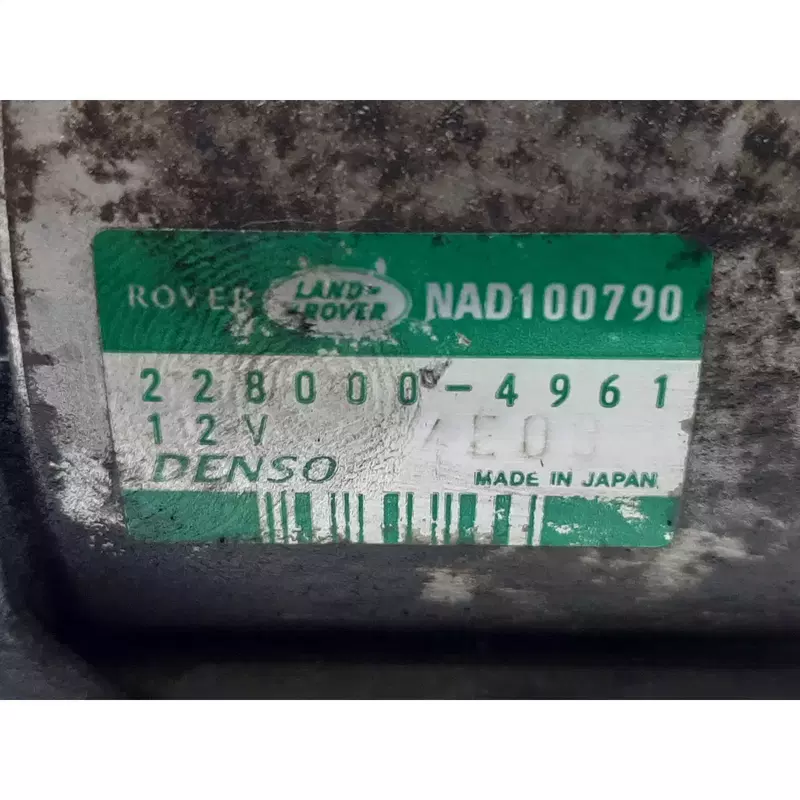 ROVER LAND-ROVER NAD100790
228000-4961
12V
DENSO MADE IN JAPAN